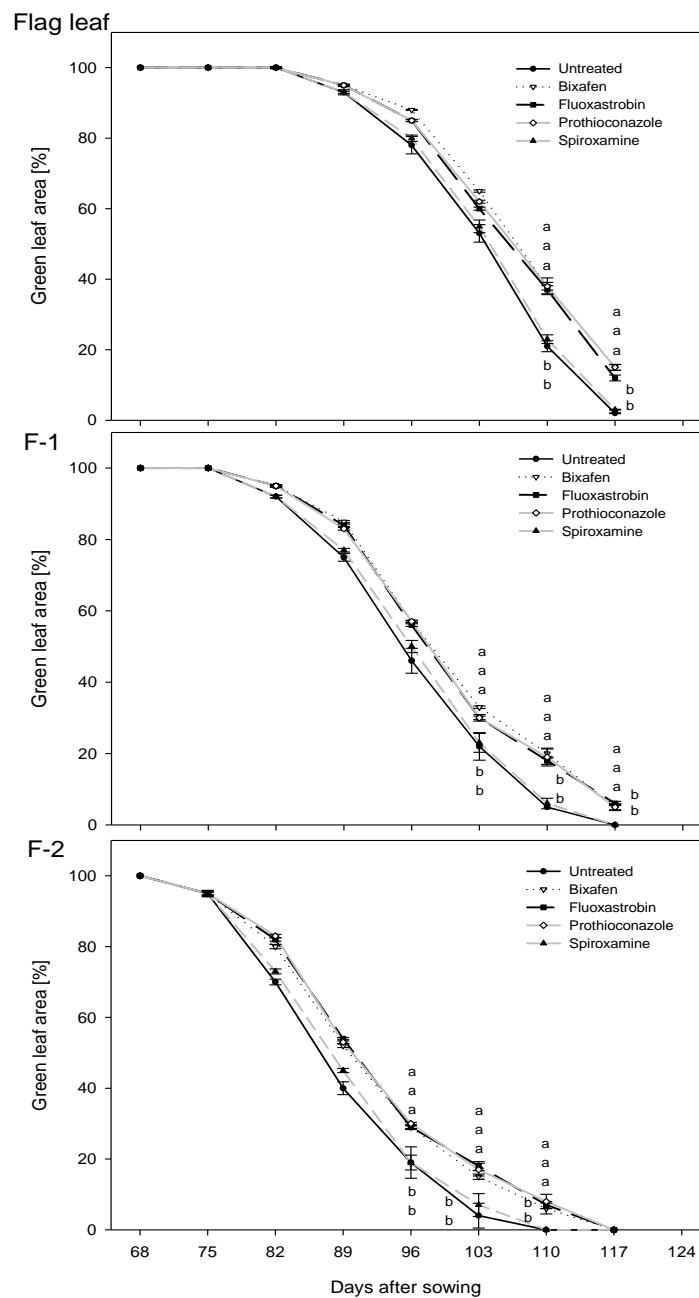 Flag leaf
Green leaf area [%]
100
80
60
40
20
0
Untreated
Bixafen
Fluoxastrobin
Prothioconazole
Spiroxamine
a
a
a
b
b
a
a
a
b
b
F-1
Green leaf area [%]
100
80
60
40
20
0
Untreated
Bixafen
Fluoxastrobin
Prothioconazole
Spiroxamine
a
a
a
b
b
a
a
a
b
b
a
a
a
b
b
F-2
Green leaf area [%]
100
80
60
40
20
0
Untreated
Bixafen
Fluoxastrobin
Prothioconazole
Spiroxamine
a
a
a
b
b
a
a
a
b
b
a
a
a
b
b
68 75 82 89 96 103 110 117 124
Days after sowing